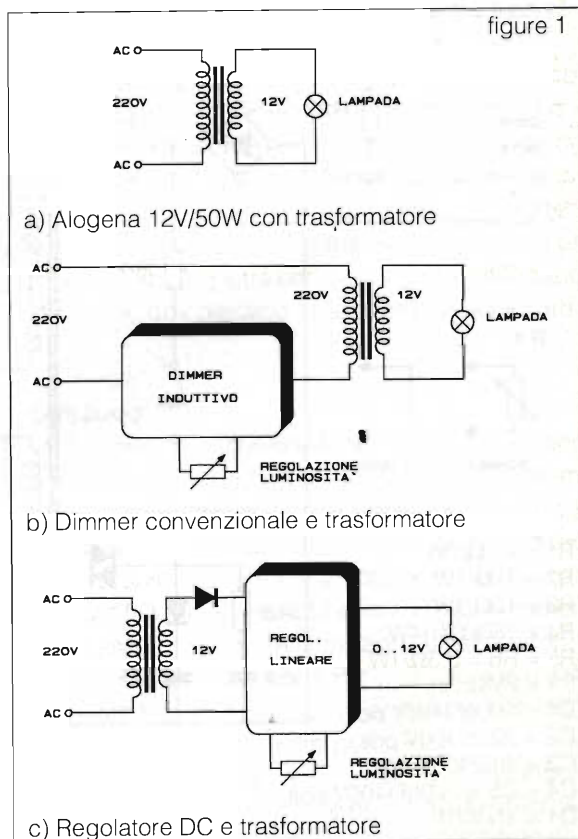 figure 1
AC
220V
12V
LAMPADA
AC
a) Alogena 12V/50W con trasformatore
AC
220V
12V
220V
LAMPADA
AC
DIMMER
INDUTTIVO
REGOLAZIONE
LUMINOSITA`
b) Dimmer convenzionale e trasformatore
AC
220V
12V
REGOL.
LINEARE
0...12V
LAMPADA
AC
REGOLAZIONE
LUMINOSITA`
c) Regolatore DC e trasformatore